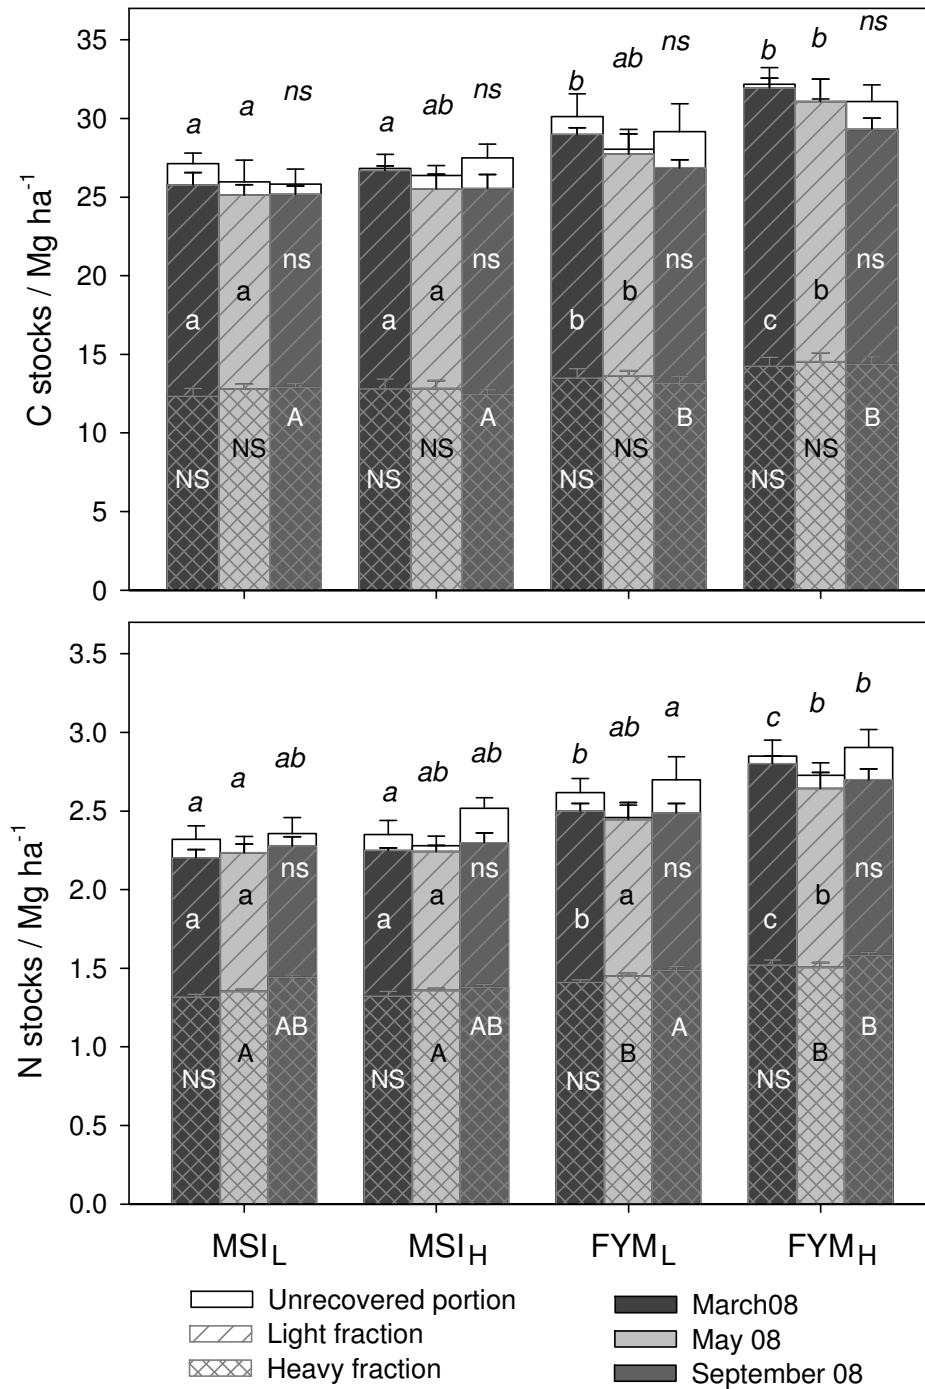 C stocks / Mg ha-1
35
30
25
20
15
10
5
0
a a ns
a ab ns
b ab ns
b b ns
a a ns
a a ns
b b ns
c b ns
NS NS A
NS NS A
NS NS B
NS NS B
N stocks / Mg ha-1
3.5
3.0
2.5
2.0
1.5
1.0
0.5
0.0
a a ab
a ab ab
b ab a
c b b
a a ns
a a ns
b a ns
c b ns
NS A AB
NS A AB
NS B A
NS B B
MSIL MSIH FYML FYMH
Unrecovered portion
Light fraction
Heavy fraction
March08
May 08
September 08